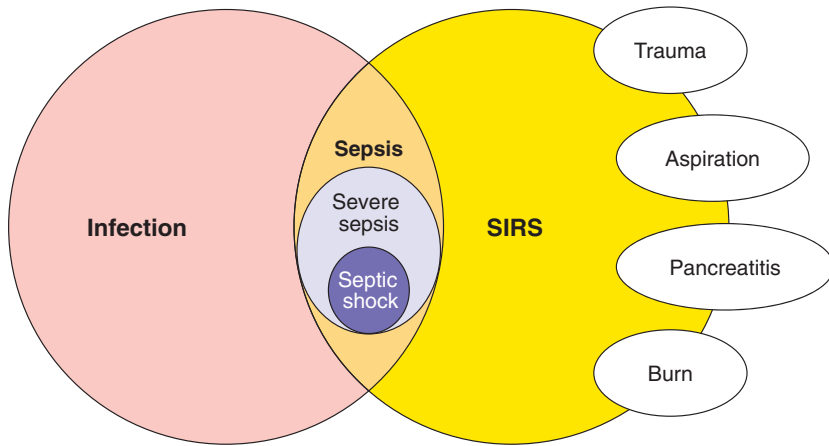 Trauma
Sepsis
Aspiration
Severe
sepsis
Infection
SIRS
Septic
shock
Pancreatitis
Burn